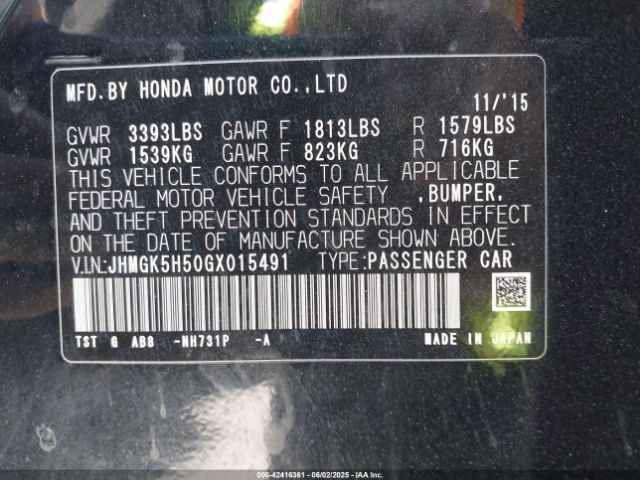 MFD.BY HONDA MOTOR CO.,LTD
11/'15
GVWR 3393LBS GAWR F 1813LBS R 1579LBS
GVWR 1539KG GAWR F 823KG R 716KG
THIS VEHICLE CONFORMS TO ALL APPLICABLE
FEDERAL MOTOR VEHICLE SAFETY ,BUMPER,
AND THEFT PREVENTION STANDARDS IN EFFECT
ON THE DATE OF MANUFACTURE SHOWN ABOVE.
V.I.N:JHMGK5H50GX015491 TYPE:PASSENGER CAR
TST G AB8 -NH731P -A MADE IN JAPAN
000-42416361 - 06/02/2025 - IAA Inc.